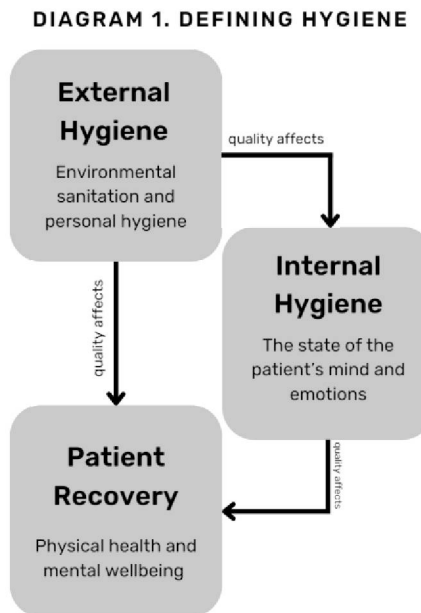 DIAGRAM 1. DEFINING HYGIENE
External
Hygiene
Environmental
sanitation and
personal hygiene
quality affects
quality affects
Internal
Hygiene
The state of the
patient's mind and
emotions
quality affects
Patient
Recovery
Physical health and
mental wellbeing